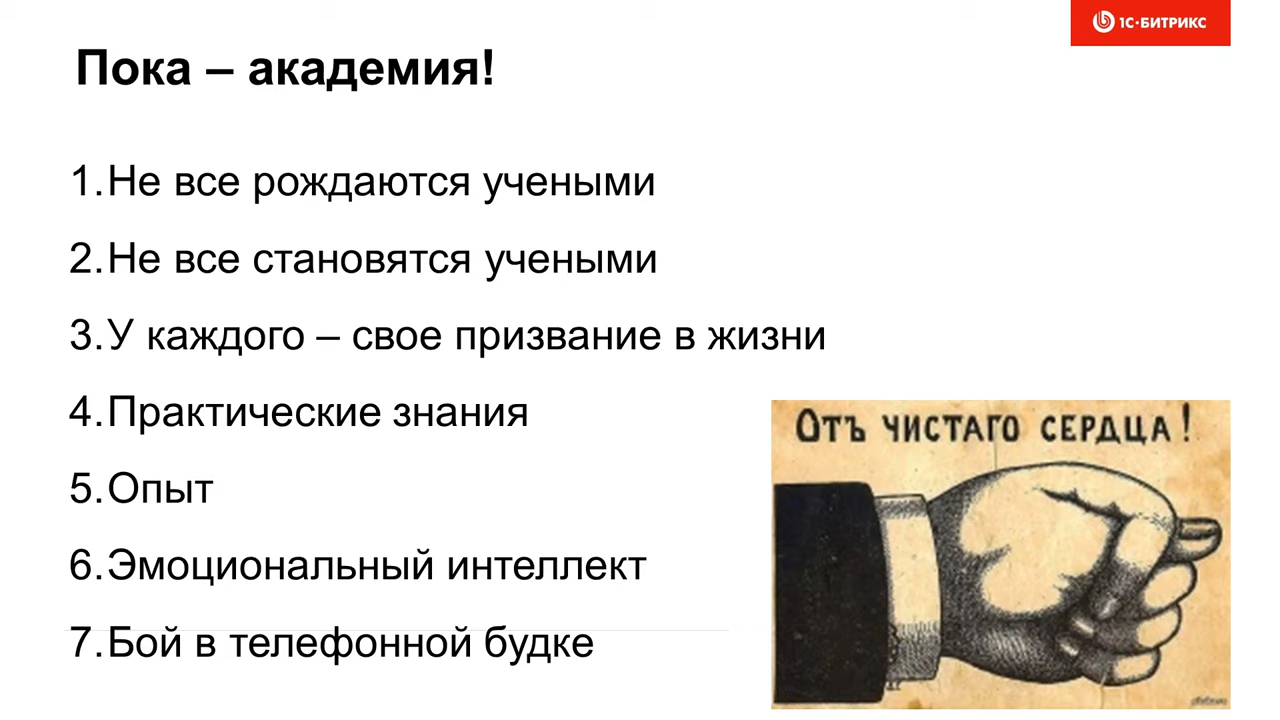 1С·БИТРИКС
Пока – академия!
1. Не все рождаются учеными
2. Не все становятся учеными
3. У каждого – свое призвание в жизни
4. Практические знания
5. Опыт
6. Эмоциональный интеллект
7. Бой в телефонной будке
Отъ чистаго сердца!